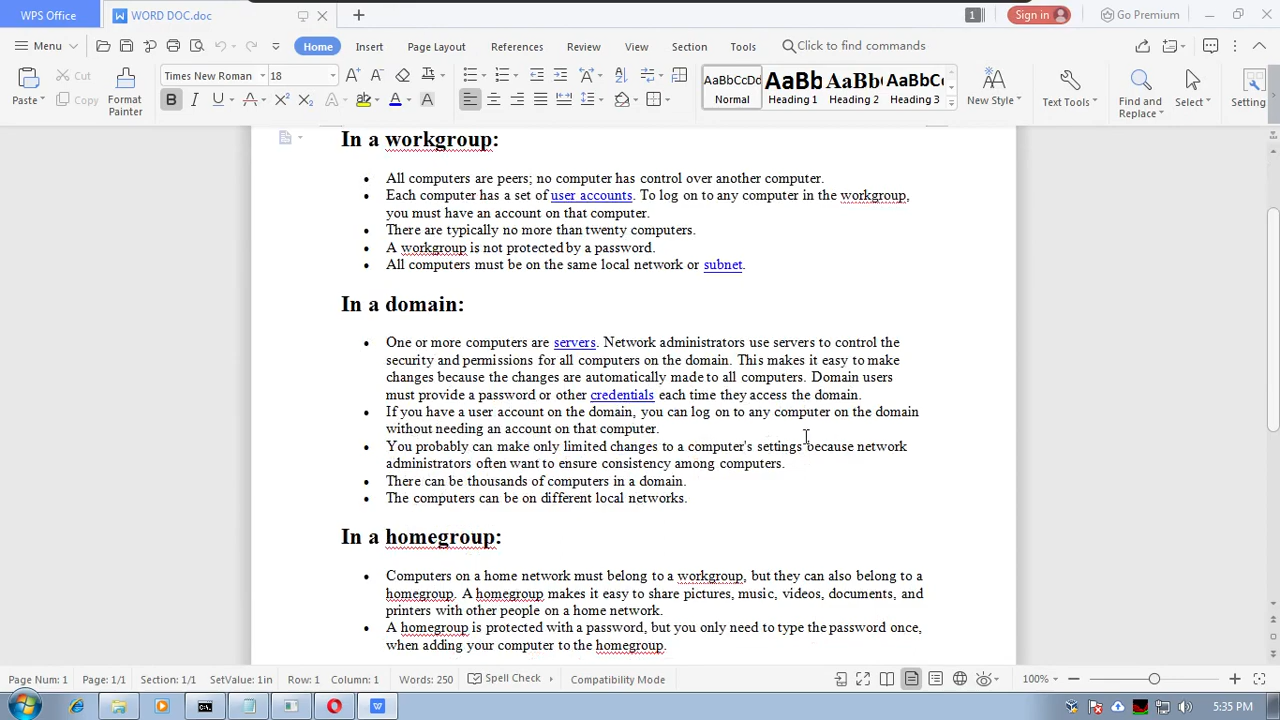 WPS Office
WORD DOC.doc
1
Sign in
Go Premium
Menu
Home
Insert
Page Layout
References
Review
View
Section
Tools
Click to find commands
Paste
Cut
Copy
Format
Painter
Times New Roman
18
AaBbCcDd
Normal
AaBb
Heading 1
AaBb(
Heading 2
AaBbC
Heading 3
New Style
Text Tools
Find and
Replace
Select
Setting
In a workgroup:
• All computers are peers; no computer has control over another computer.
• Each computer has a set of user accounts. To log on to any computer in the workgroup,
you must have an account on that computer.
• There are typically no more than twenty computers.
• A workgroup is not protected by a password.
• All computers must be on the same local network or subnet.
In a domain:
• One or more computers are servers. Network administrators use servers to control the
security and permissions for all computers on the domain. This makes it easy to make
changes because the changes are automatically made to all computers. Domain users
must provide a password or other credentials each time they access the domain.
• If you have a user account on the domain, you can log on to any computer on the domain
without needing an account on that computer.
• You probably can make only limited changes to a computer's settings because network
administrators often want to ensure consistency among computers.
• There can be thousands of computers in a domain.
• The computers can be on different local networks.
In a homegroup:
• Computers on a home network must belong to a workgroup, but they can also belong to a
homegroup. A homegroup makes it easy to share pictures, music, videos, documents, and
printers with other people on a home network.
• A homegroup is protected with a password, but you only need to type the password once,
when adding your computer to the homegroup.
Page Num: 1
Page: 1/1
Section: 1/1
SetValue: 1in
Row: 1
Column: 1
Words: 250
Spell Check
Compatibility Mode
100%
5:35 PM